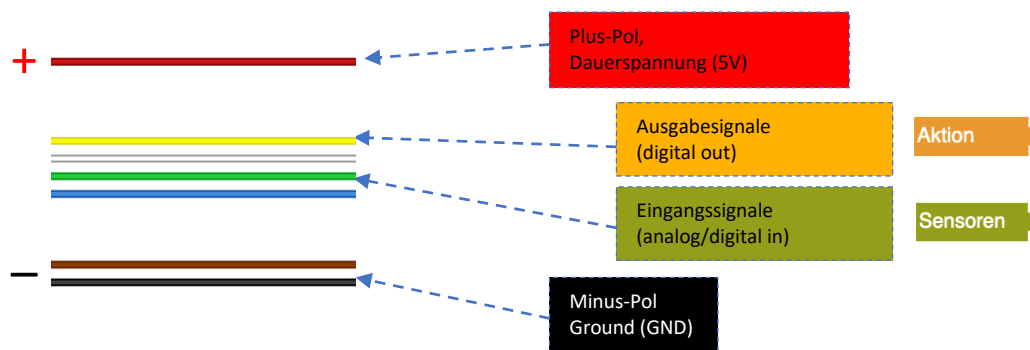 +
Plus-Pol,
Dauerspannung (5V)
Ausgabesignale
(digital out)
Aktion
Eingangssignale
(analog/digital in)
Sensoren
–
Minus-Pol
Ground (GND)